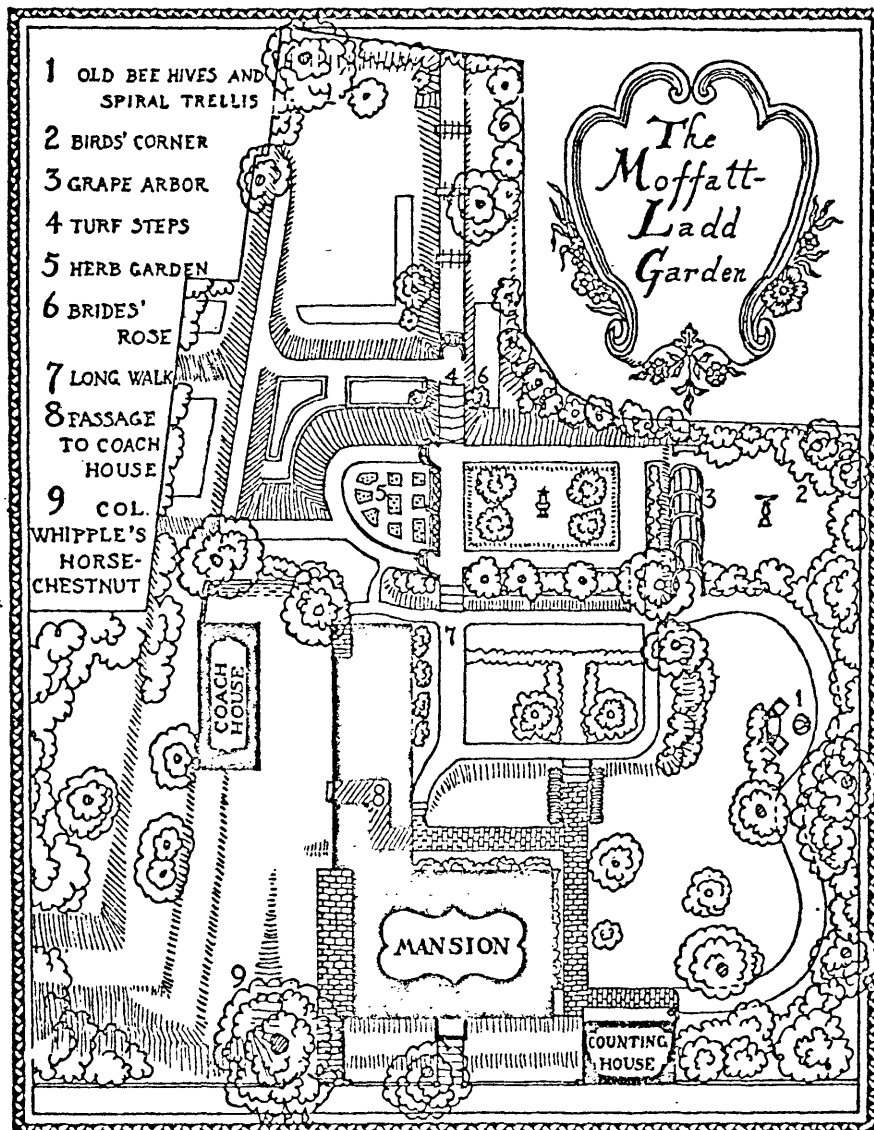 1 OLD BEE HIVES AND
SPIRAL TRELLIS
2 BIRDS' CORNER
3 GRAPE ARBOR
4 TURF STEPS
5 HERB GARDEN
6 BRIDES'
ROSE
7 LONG WALK
8 PASSAGE
TO COACH
HOUSE
9 COL.
WHIPPLE'S
HORSE-
CHESTNUT
The
Moffatt-
Ladd
Garden
6
4
6
6
5
3
2
7
COACH
HOUSE
1
8
MANSION
9
COUNTING
HOUSE